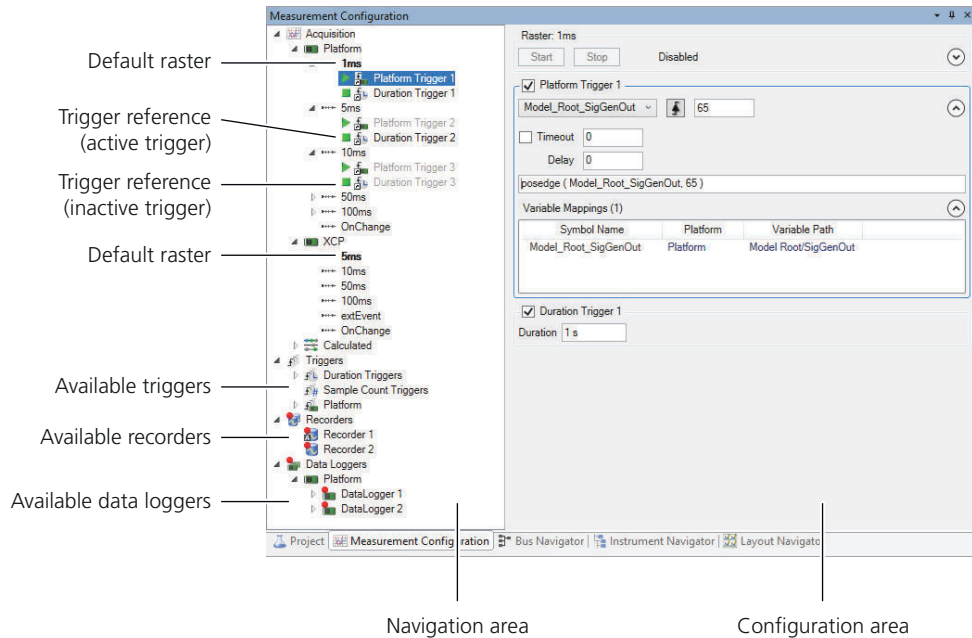 Measurement Configuration
Default raster
Trigger reference
(active trigger)
Trigger reference
(inactive trigger)
Default raster
Available triggers
Available recorders
Available data loggers
Acquisition
Platform
1ms
Platform Trigger 1
Duration Trigger 1
5ms
Platform Trigger 2
Duration Trigger 2
10ms
Platform Trigger 3
Duration Trigger 3
50ms
100ms
OnChange
XCP
5ms
10ms
50ms
100ms
extEvent
OnChange
Calculated
Triggers
Duration Triggers
Sample Count Triggers
Platform
Recorders
Recorder 1
Recorder 2
Data Loggers
Platform
DataLogger 1
DataLogger 2
Raster: 1ms
Start Stop Disabled
Platform Trigger 1
Model_Root_SigGenOut 65
Timeout 0
Delay 0
posedge ( Model_Root_SigGenOut, 65 )
Variable Mappings (1)
Symbol Name Platform Variable Path
Model_Root_SigGenOut Platform Model Root/SigGenOut
Duration Trigger 1
Duration 1 s
Project Measurement Configuration Bus Navigator Instrument Navigator Layout Navigato
Navigation area Configuration area